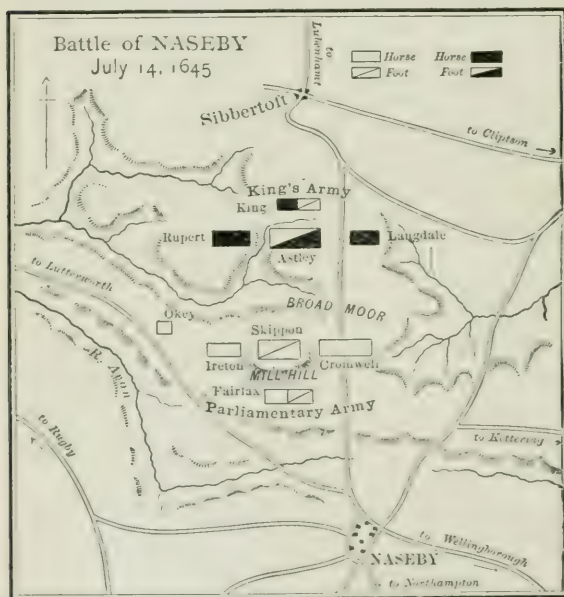 Battle of NASEBY
July 14, 1645
to Lubenham
Horse Horse
Foot Foot
Sibbertoft
to Clipston
King's Army
King
Rupert
Langdale
Astley
to Lutterworth
BROAD MOOR
Okey
Skippon
Ireton
Cromwell
MILL HILL
Fairfax
Parliamentary Army
R. Avon
to Rugby
to Kettering
to Wellingborough
NASEBY
to Northampton